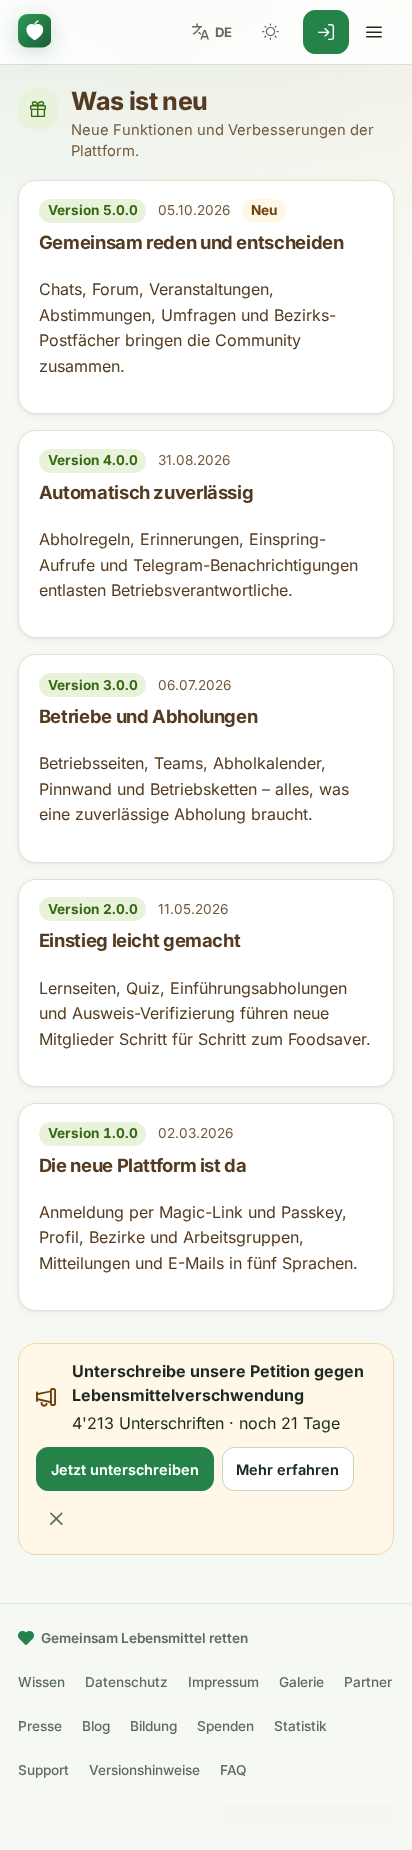 DE
Was ist neu
Neue Funktionen und Verbesserungen der
Plattform.
Version 5.0.0 05.10.2026 Neu
Gemeinsam reden und entscheiden
Chats, Forum, Veranstaltungen,
Abstimmungen, Umfragen und Bezirks-
Postfächer bringen die Community
zusammen.
Version 4.0.0 31.08.2026
Automatisch zuverlässig
Abholregeln, Erinnerungen, Einspring-
Aufrufe und Telegram-Benachrichtigungen
entlasten Betriebsverantwortliche.
Version 3.0.0 06.07.2026
Betriebe und Abholungen
Betriebsseiten, Teams, Abholkalender,
Pinnwand und Betriebsketten – alles, was
eine zuverlässige Abholung braucht.
Version 2.0.0 11.05.2026
Einstieg leicht gemacht
Lernseiten, Quiz, Einführungsabholungen
und Ausweis-Verifizierung führen neue
Mitglieder Schritt für Schritt zum Foodsaver.
Version 1.0.0 02.03.2026
Die neue Plattform ist da
Anmeldung per Magic-Link und Passkey,
Profil, Bezirke und Arbeitsgruppen,
Mitteilungen und E-Mails in fünf Sprachen.
Unterschreibe unsere Petition gegen
Lebensmittelverschwendung
4'213 Unterschriften · noch 21 Tage
Jetzt unterschreiben Mehr erfahren
Gemeinsam Lebensmittel retten
Wissen Datenschutz Impressum Galerie Partner
Presse Blog Bildung Spenden Statistik
Support Versionshinweise FAQ